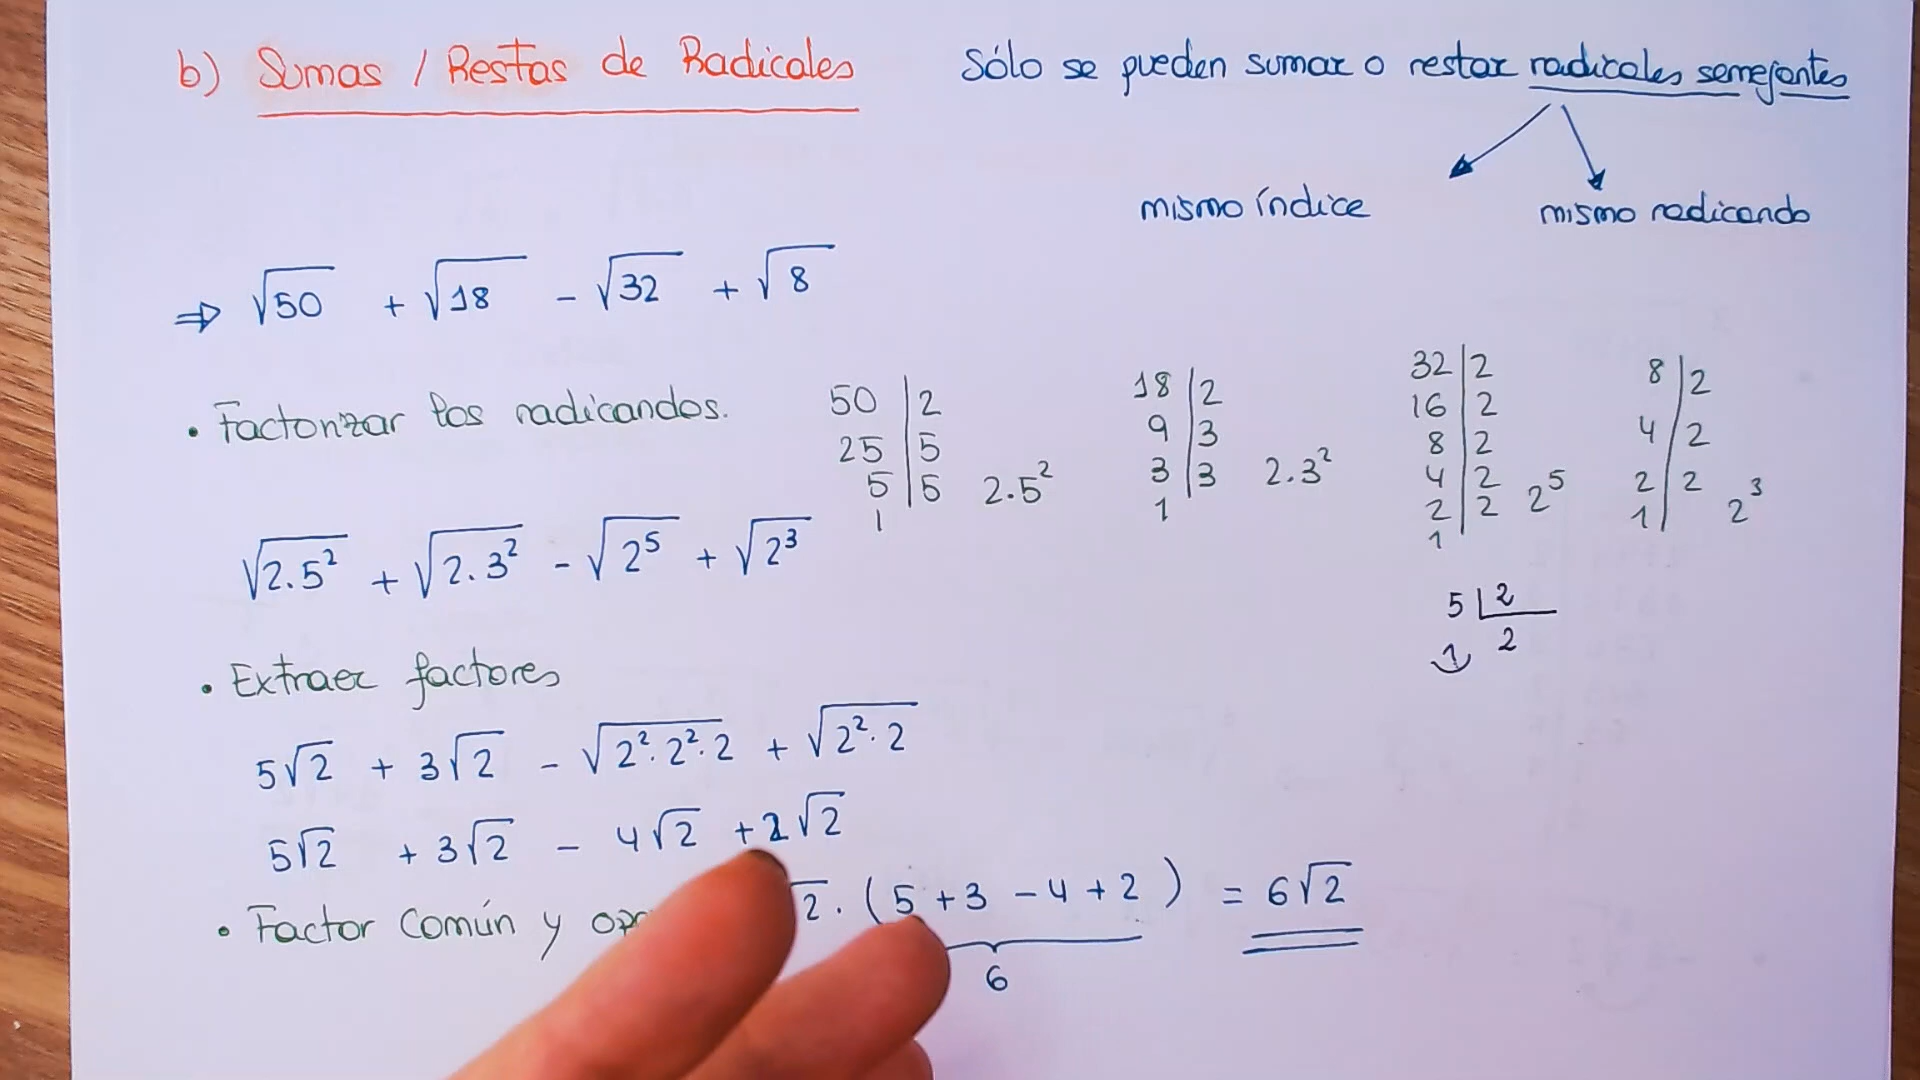 b) Sumas / Restas de Radicales
Sólo se pueden sumar o restar radicales semejantes
mismo índice
mismo radicando
⇒ √50 + √18 - √32 + √8
• Factorizar los radicandos.
50 | 2
25 | 5
5 | 5
1
2.5²
18 | 2
9 | 3
3 | 3
1
2.3²
32 | 2
16 | 2
8 | 2
4 | 2
2 | 2
1
2⁵
8 | 2
4 | 2
2 | 2
1
2³
√2.5² + √2.3² - √2⁵ + √2³
5 | 2
1 2
• Extraer factores
5√2 + 3√2 - √2².2².2 + √2².2
5√2 + 3√2 - 4√2 + 2√2
• Factor común y
2 . (5 + 3 - 4 + 2) = 6√2
6